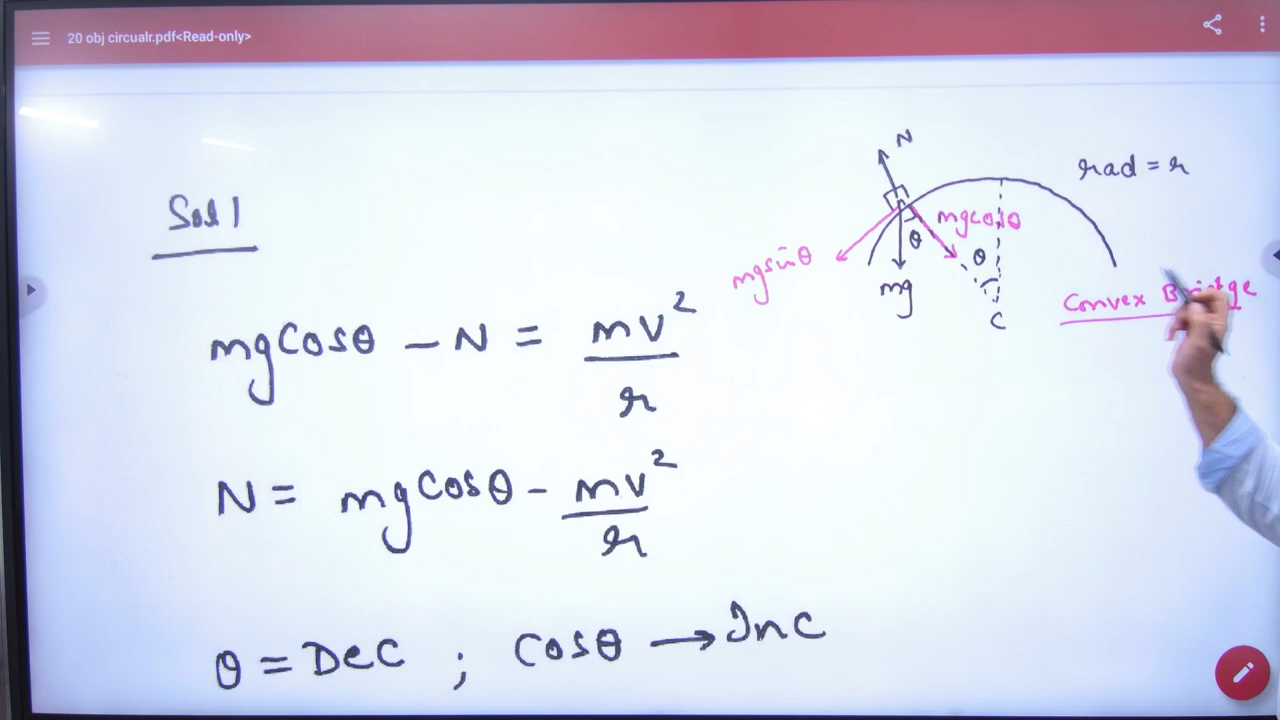 20 obj circualr.pdf<Read-only>
Sol 1
N
rad = r
mgcosθ
θ
θ
mgsinθ
mg
C
Convex Bridge
mgCosθ - N = mv²/r
N = mgCosθ - mv²/r
θ = Dec ; Cosθ → Inc